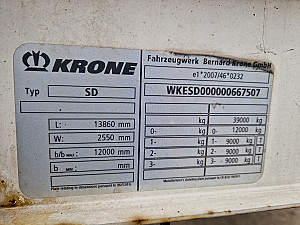 KRONE
Fahrzeugwerk Bernard Krone GmbH
e1*2007/46*0232
Typ SD
WKESD000000667507
L: 13860 mm
W: 2550 mm
b/b MAX.: 12000 mm
b mm
kg 39000 kg
0- kg 0- 12000 kg
1- kg 1- 9000 kg
2- kg 2- 9000 kg
3- kg 3- 9000 kg